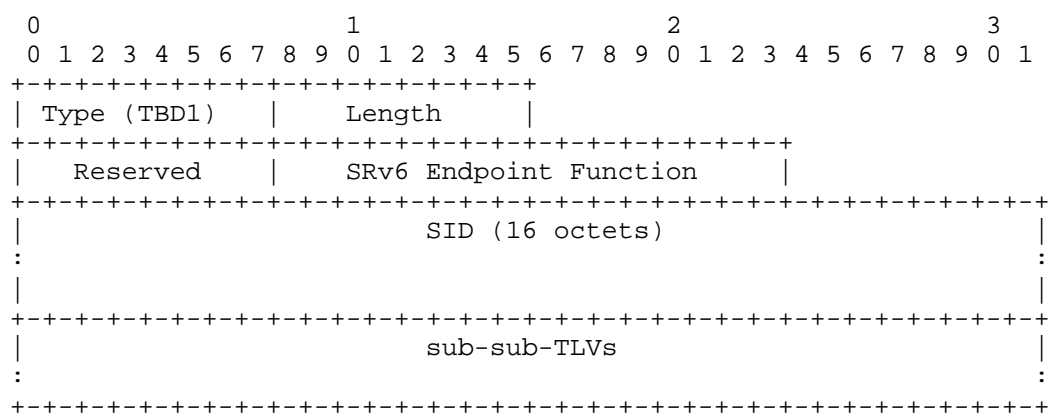 0                   1                   2                   3
0 1 2 3 4 5 6 7 8 9 0 1 2 3 4 5 6 7 8 9 0 1 2 3 4 5 6 7 8 9 0 1
+-+-+-+-+-+-+-+-+-+-+-+-+-+-+-+-+
| Type (TBD1)   |    Length     |
+-+-+-+-+-+-+-+-+-+-+-+-+-+-+-+-+-+-+-+-+-+-+-+-+
|   Reserved    |    SRv6 Endpoint Function     |
+-+-+-+-+-+-+-+-+-+-+-+-+-+-+-+-+-+-+-+-+-+-+-+-+-+-+-+-+-+-+-+-+
|                         SID (16 octets)                       |
:                                                               :
|                                                               |
+-+-+-+-+-+-+-+-+-+-+-+-+-+-+-+-+-+-+-+-+-+-+-+-+-+-+-+-+-+-+-+-+
|                         sub-sub-TLVs                          |
:                                                               :
+-+-+-+-+-+-+-+-+-+-+-+-+-+-+-+-+-+-+-+-+-+-+-+-+-+-+-+-+-+-+-+-+